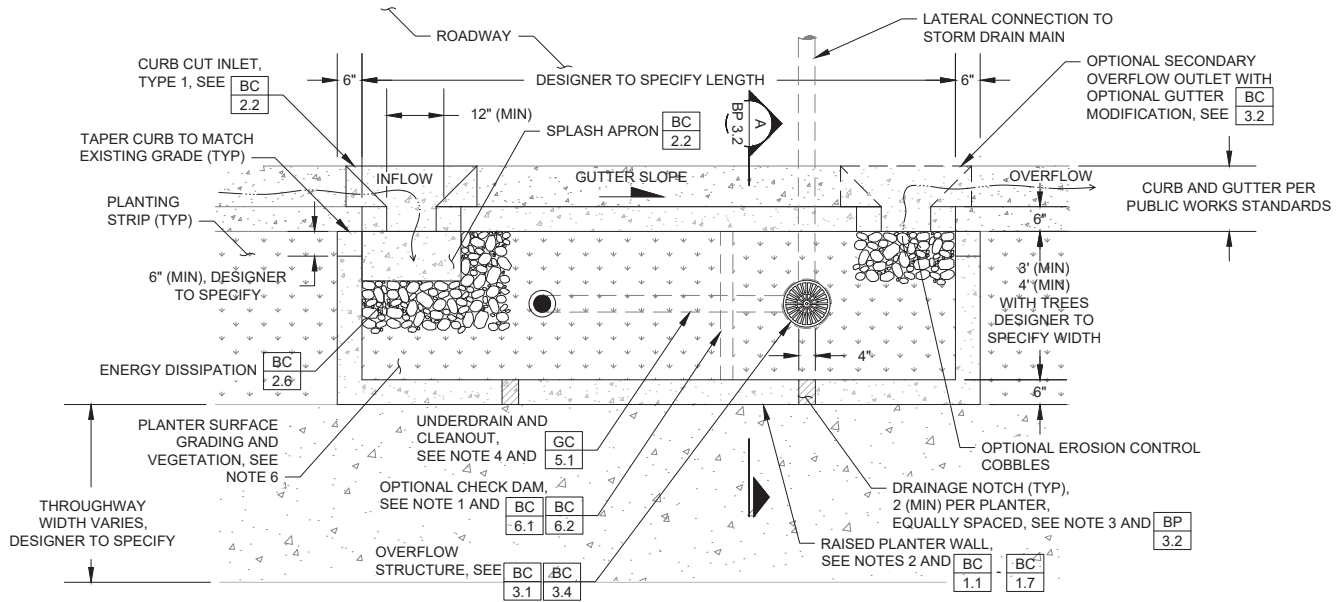 ROADWAY
LATERAL CONNECTION TO
STORM DRAIN MAIN
CURB CUT INLET,
TYPE 1, SEE BC
2.2
6"
DESIGNER TO SPECIFY LENGTH
6"
OPTIONAL SECONDARY
OVERFLOW OUTLET WITH
OPTIONAL GUTTER
MODIFICATION, SEE BC
3.2
12" (MIN)
SPLASH APRON BC
2.2
A
BP 3.2
TAPER CURB TO MATCH
EXISTING GRADE (TYP)
INFLOW
GUTTER SLOPE
OVERFLOW
CURB AND GUTTER PER
PUBLIC WORKS STANDARDS
PLANTING
STRIP (TYP)
6"
6" (MIN), DESIGNER
TO SPECIFY
3' (MIN)
4' (MIN)
WITH TREES
DESIGNER TO
SPECIFY WIDTH
ENERGY DISSIPATION BC
2.6
4"
6"
PLANTER SURFACE
GRADING AND
VEGETATION, SEE
NOTE 6
UNDERDRAIN AND
CLEANOUT,
SEE NOTE 4 AND GC
5.1
OPTIONAL EROSION CONTROL
COBBLES
OPTIONAL CHECK DAM,
SEE NOTE 1 AND BC BC
6.1 6.2
DRAINAGE NOTCH (TYP),
2 (MIN) PER PLANTER,
EQUALLY SPACED, SEE NOTE 3 AND BP
3.2
THROUGHWAY
WIDTH VARIES,
DESIGNER TO SPECIFY
OVERFLOW
STRUCTURE, SEE BC BC
3.1 3.4
RAISED PLANTER WALL,
SEE NOTES 2 AND BC - BC
1.1 1.7